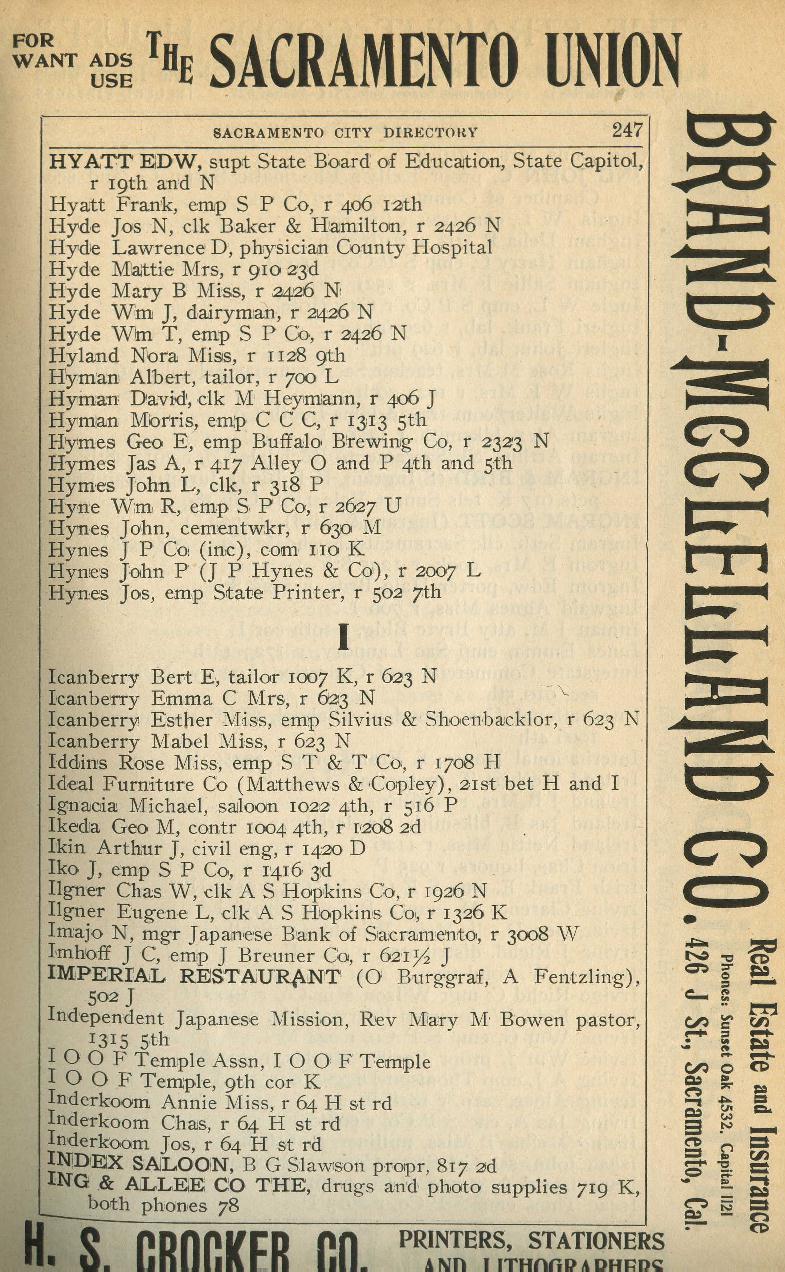 FOR
WANT ADS
USE
THE SACRAMENTO UNION
SACRAMENTO CITY DIRECTORY 247
HYATT EDW, supt State Board of Education, State Capitol,
r 19th and N
Hyatt Frank, emp S P Co, r 406 12th
Hyde Jos N, clk Baker & Hamilton, r 2426 N
Hyde Lawrence D, physician County Hospital
Hyde Mattie Mrs, r 910 23d
Hyde Mary B Miss, r 2426 N
Hyde Wm J, dairyman, r 2426 N
Hyde Wm T, emp S P Co, r 2426 N
Hyland Nora Miss, r 1128 9th
Hyman Albert, tailor, r 700 L
Hyman David, clk M Heymann, r 406 J
Hyman Morris, emp C C C, r 1313 5th
Hymes Geo E, emp Buffalo Brewing Co, r 2323 N
Hymes Jas A, r 417 Alley O and P 4th and 5th
Hymes John L, clk, r 318 P
Hyne Wm R, emp S P Co, r 2627 U
Hynes John, cementwkr, r 630 M
Hynes J P Co (inc), com 110 K
Hynes John P (J P Hynes & Co), r 2007 L
Hynes Jos, emp State Printer, r 502 7th
I
Icanberry Bert E, tailor 1007 K, r 623 N
Icanberry Emma C Mrs, r 623 N
Icanberry Esther Miss, emp Silvius & Shoenbacklor, r 623 N
Icanberry Mabel Miss, r 623 N
Iddins Rose Miss, emp S T & T Co, r 1708 H
Ideal Furniture Co (Matthews & Copley), 21st bet H and I
Ignacia Michael, saloon 1022 4th, r 516 P
Ikeda Geo M, contr 1004 4th, r 1208 2d
Ikin Arthur J, civil eng, r 1420 D
Iko J, emp S P Co, r 1416 3d
Ilgner Chas W, clk A S Hopkins Co, r 1926 N
Ilgner Eugene L, clk A S Hopkins Co, r 1326 K
Imajo N, mgr Japanese Bank of Sacramento, r 3008 W
Imhoff J C, emp J Breuner Co, r 621½ J
IMPERIAL RESTAURANT (O Burggraf, A Fentzling),
502 J
Independent Japanese Mission, Rev Mary M Bowen pastor,
1315 5th
I O O F Temple Assn, I O O F Temple
I O O F Temple, 9th cor K
Inderkoom Annie Miss, r 64 H st rd
Inderkoom Chas, r 64 H st rd
Inderkoom Jos, r 64 H st rd
INDEX SALOON, B G Slawson propr, 817 2d
ING & ALLEE CO THE, drugs and photo supplies 719 K,
both phones 78
BRAND-McCLELLAND CO.
Real Estate and Insurance
Phones: Sunset Oak 4532. Capital 1121
426 J St., Sacramento, Cal.
H. S. CROCKER CO.
PRINTERS, STATIONERS
AND LITHOGRAPHERS